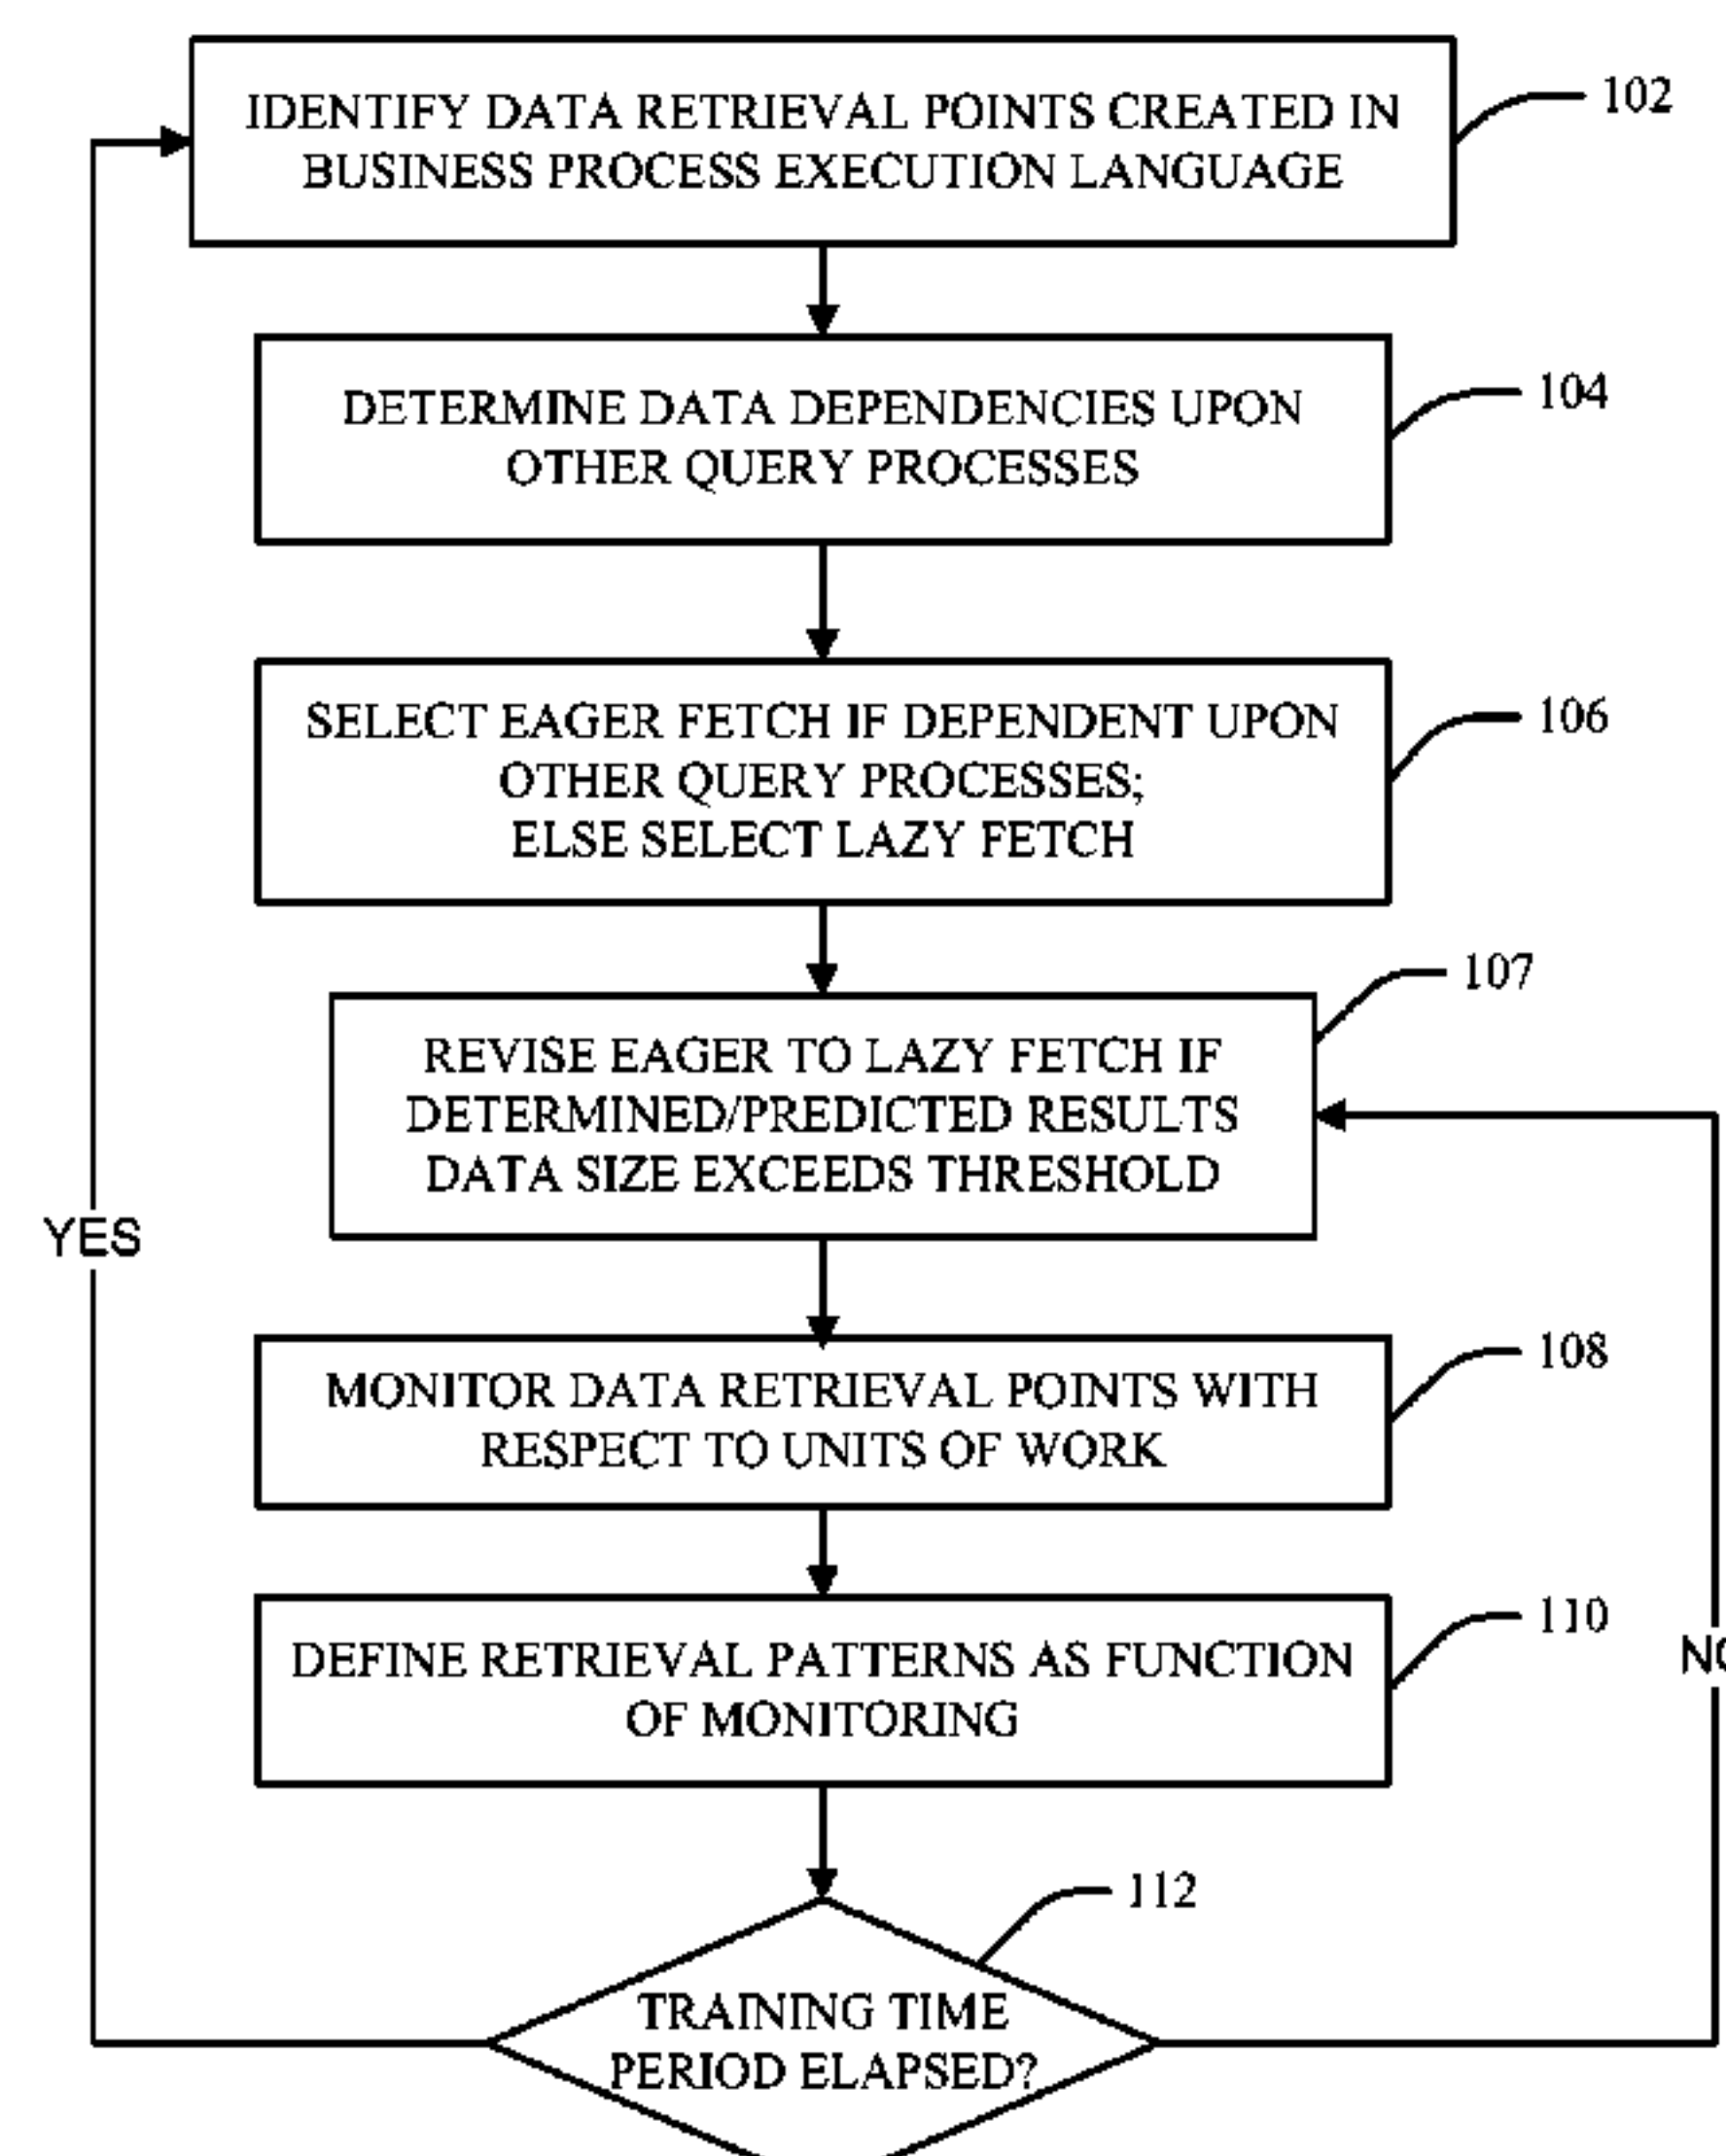 IDENTIFY DATA RETRIEVAL POINTS CREATED IN
BUSINESS PROCESS EXECUTION LANGUAGE
102
DETERMINE DATA DEPENDENCIES UPON
OTHER QUERY PROCESSES
104
SELECT EAGER FETCH IF DEPENDENT UPON
OTHER QUERY PROCESSES;
ELSE SELECT LAZY FETCH
106
REVISE EAGER TO LAZY FETCH IF
DETERMINED/PREDICTED RESULTS
DATA SIZE EXCEEDS THRESHOLD
107
YES
MONITOR DATA RETRIEVAL POINTS WITH
RESPECT TO UNITS OF WORK
108
DEFINE RETRIEVAL PATTERNS AS FUNCTION
OF MONITORING
110
112
TRAINING TIME
PERIOD ELAPSED?